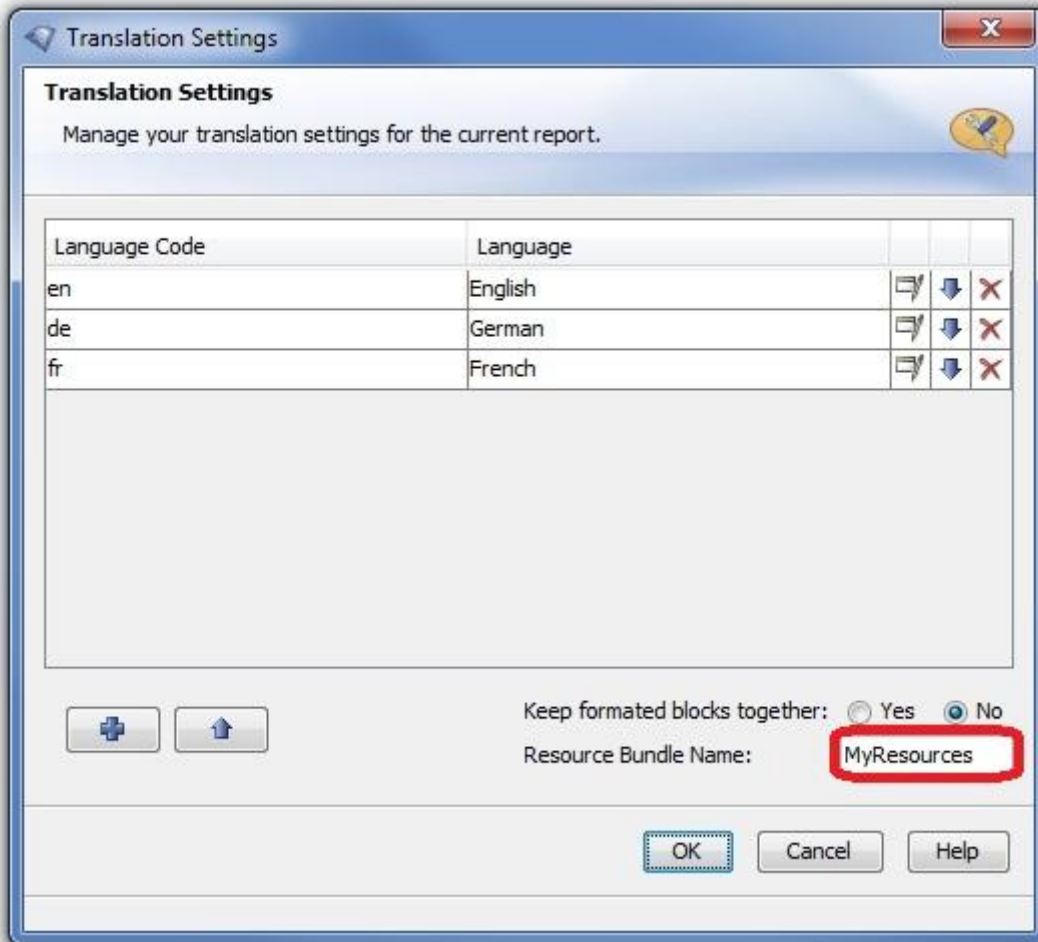 Translation Settings
Translation Settings
Manage your translation settings for the current report.
Language Code Language
en English
de German
fr French
Keep formated blocks together: Yes No
Resource Bundle Name: MyResources
OK Cancel Help